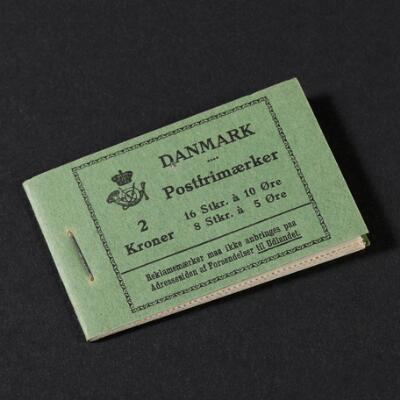 DANMARK
Postfrimærker
2 Kroner
16 Stkr. à 10 Øre
8 Stkr. à 5 Øre
Reklamemærker maa ikke anbringes paa
Adressesiden af Forsendelser til Udlandet.